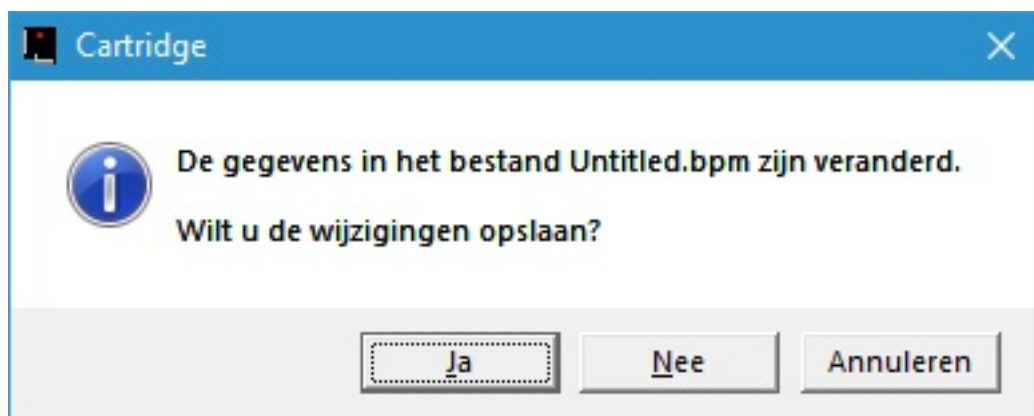 Cartridge
De gegevens in het bestand Untitled.bpm zijn veranderd.
Wilt u de wijzigingen opslaan?
Ja Nee Annuleren